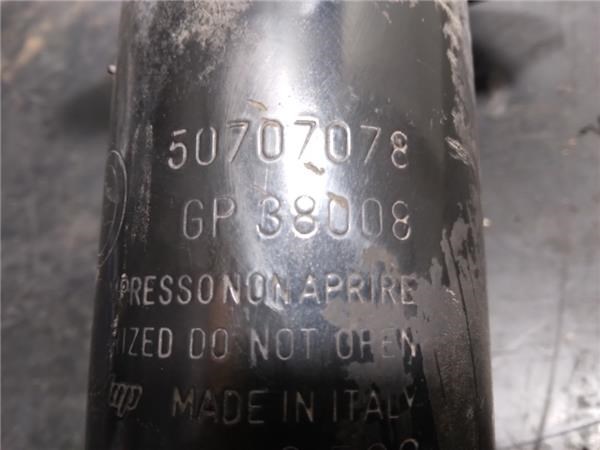 50707078
GP 38008
PRESSO NON APRIRE
IZED DO NOT OPEN
MADE IN ITALY